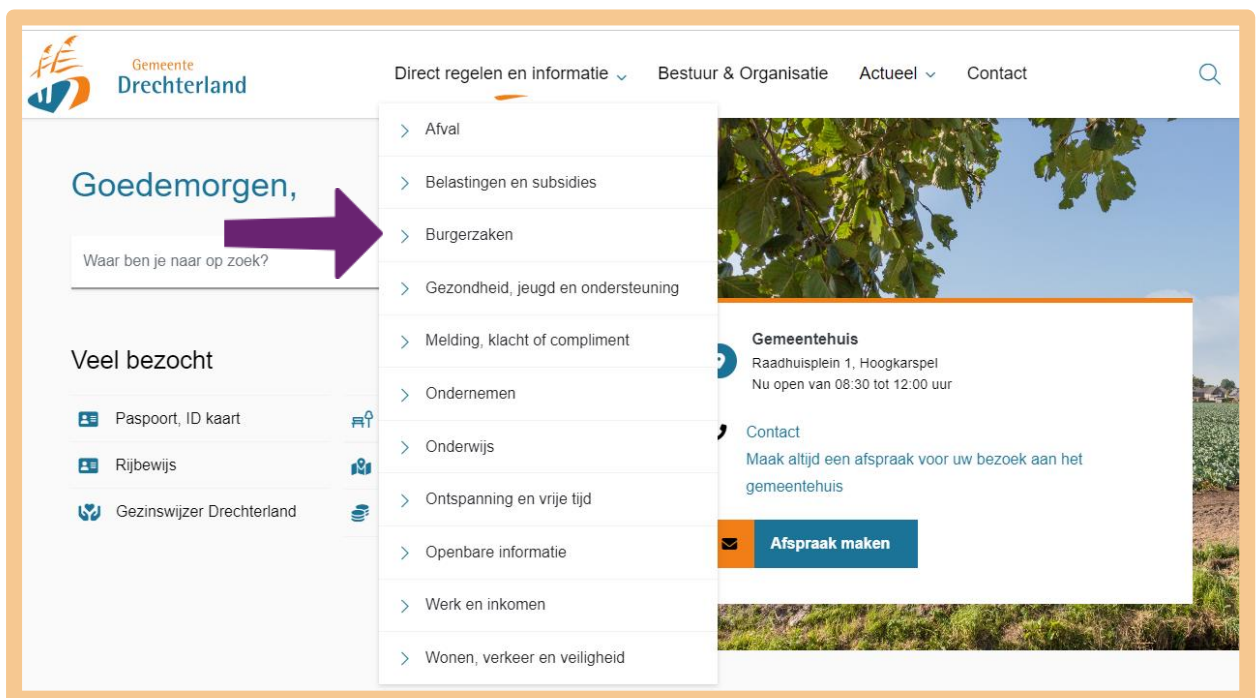 Gemeente
Drechterland
Direct regelen en informatie
Bestuur & Organisatie
Actueel
Contact
Afval
Belastingen en subsidies
Burgerzaken
Gezondheid, jeugd en ondersteuning
Melding, klacht of compliment
Ondernemen
Onderwijs
Ontspanning en vrije tijd
Openbare informatie
Werk en inkomen
Wonen, verkeer en veiligheid
Goedemorgen,
Waar ben je naar op zoek?
Veel bezocht
Paspoort, ID kaart
Rijbewijs
Gezinswijzer Drechterland
Gemeentehuis
Raadhuisplein 1, Hoogkarspel
Nu open van 08:30 tot 12:00 uur
Contact
Maak altijd een afspraak voor uw bezoek aan het
gemeentehuis
Afspraak maken